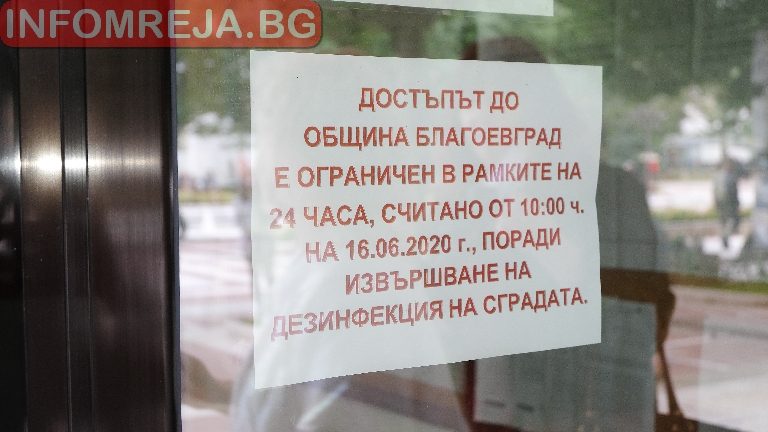 INFOMREJA.BG
ДОСТЪПЪТ ДО
ОБЩИНА БЛАГОЕВГРАД
Е ОГРАНИЧЕН В РАМКИТЕ НА
24 ЧАСА, СЧИТАНО ОТ 10:00 ч.
НА 16.06.2020 г., ПОРАДИ
ИЗВЪРШВАНЕ НА
ДЕЗИНФЕКЦИЯ НА СГРАДАТА.